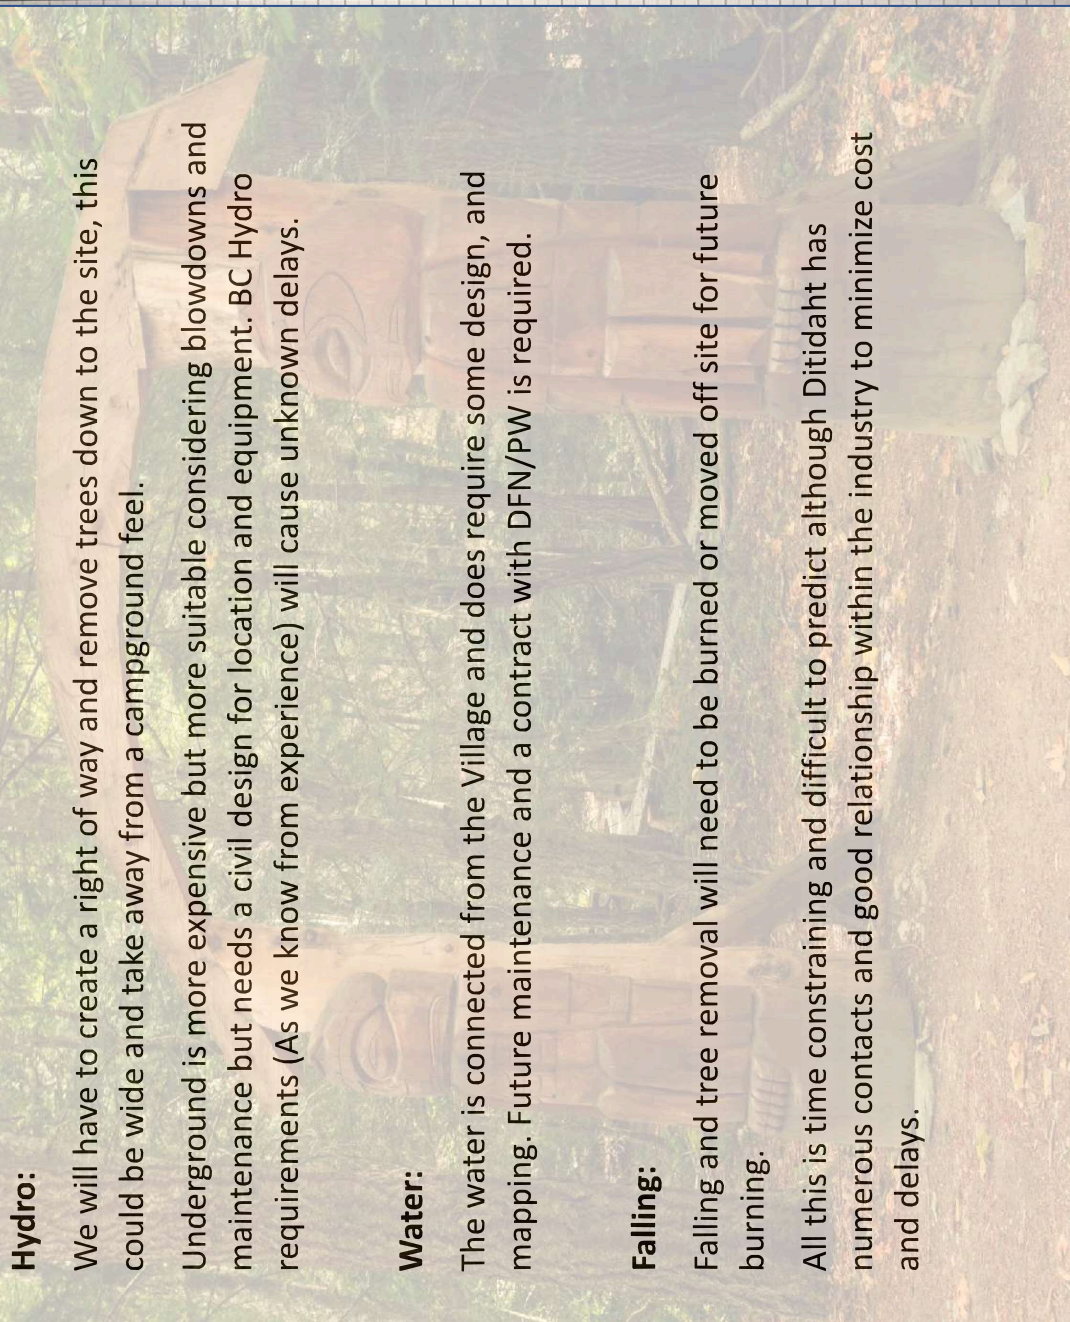 Hydro:
We will have to create a right of way and remove trees down to the site, this
could be wide and take away from a campground feel.
Underground is more expensive but more suitable considering blowdowns and
maintenance but needs a civil design for location and equipment. BC Hydro
requirements (As we know from experience) will cause unknown delays.
Water:
The water is connected from the Village and does require some design, and
mapping. Future maintenance and a contract with DFN/PW is required.
Falling:
Falling and tree removal will need to be burned or moved off site for future
burning.
All this is time constraining and difficult to predict although Ditidaht has
numerous contacts and good relationship within the industry to minimize cost
and delays.